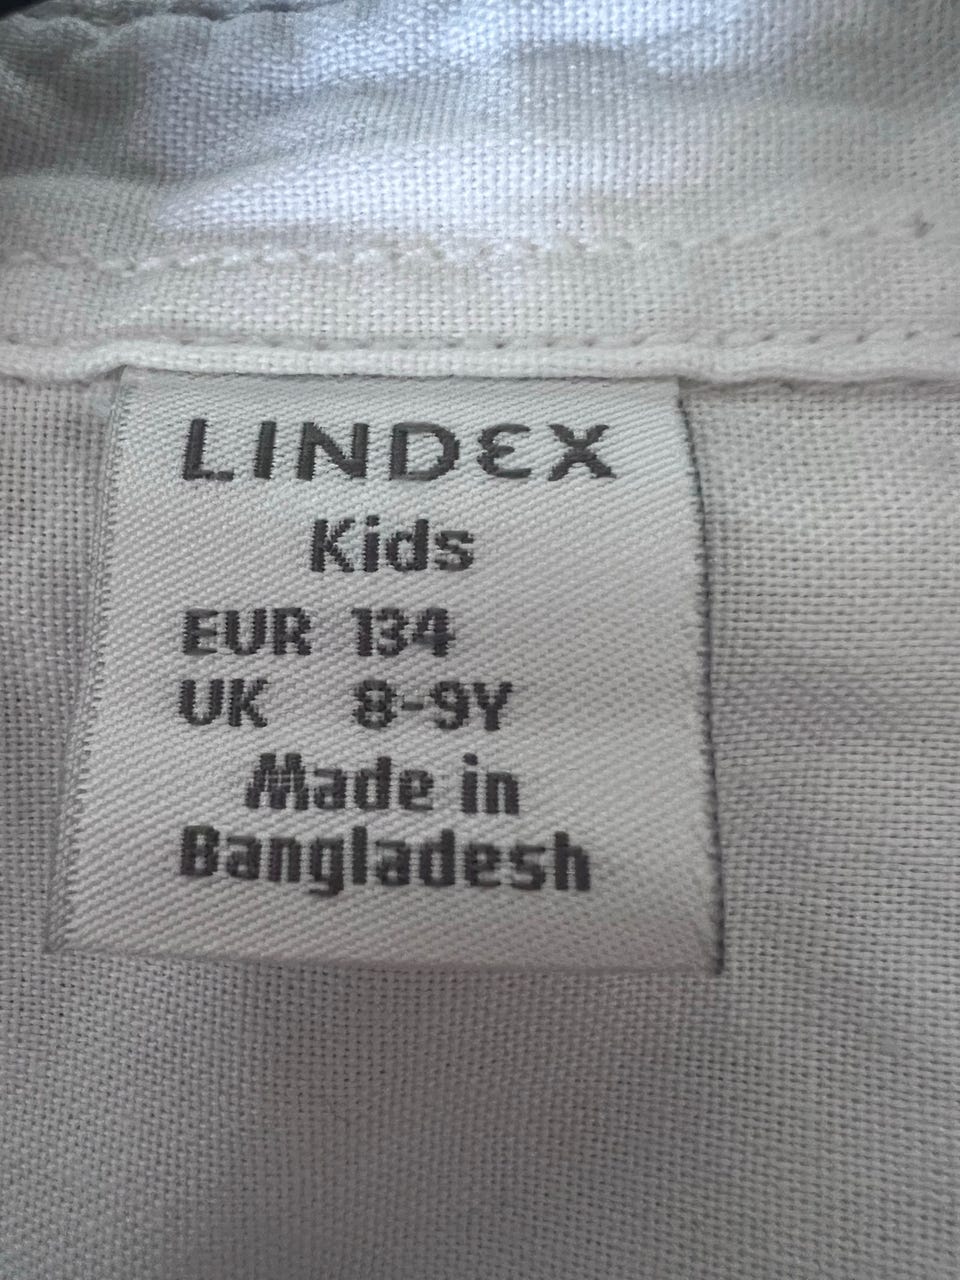 LINDEX
Kids
EUR 134
UK 8-9Y
Made in
Bangladesh